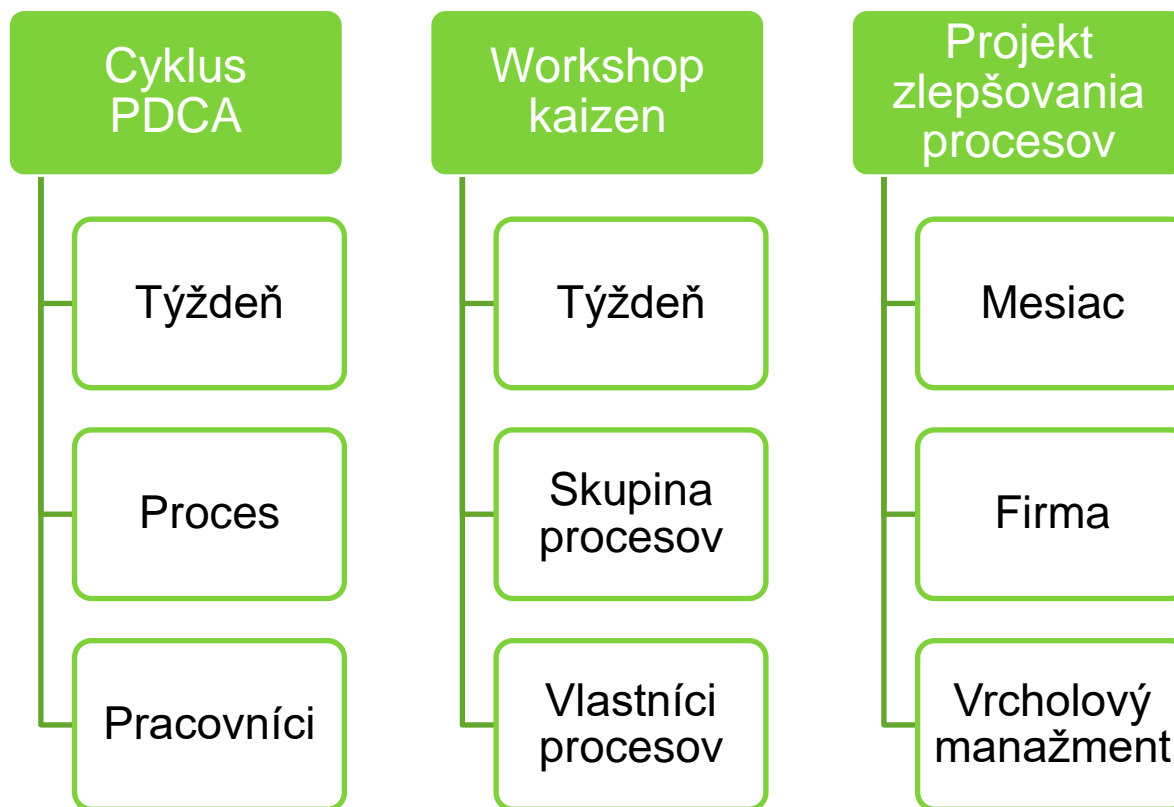 Cyklus
PDCA
Týždeň
Proces
Pracovníci
Workshop
kaizen
Týždeň
Skupina
procesov
Vlastníci
procesov
Projekt
zlepšovania
procesov
Mesiac
Firma
Vrcholový
manažment